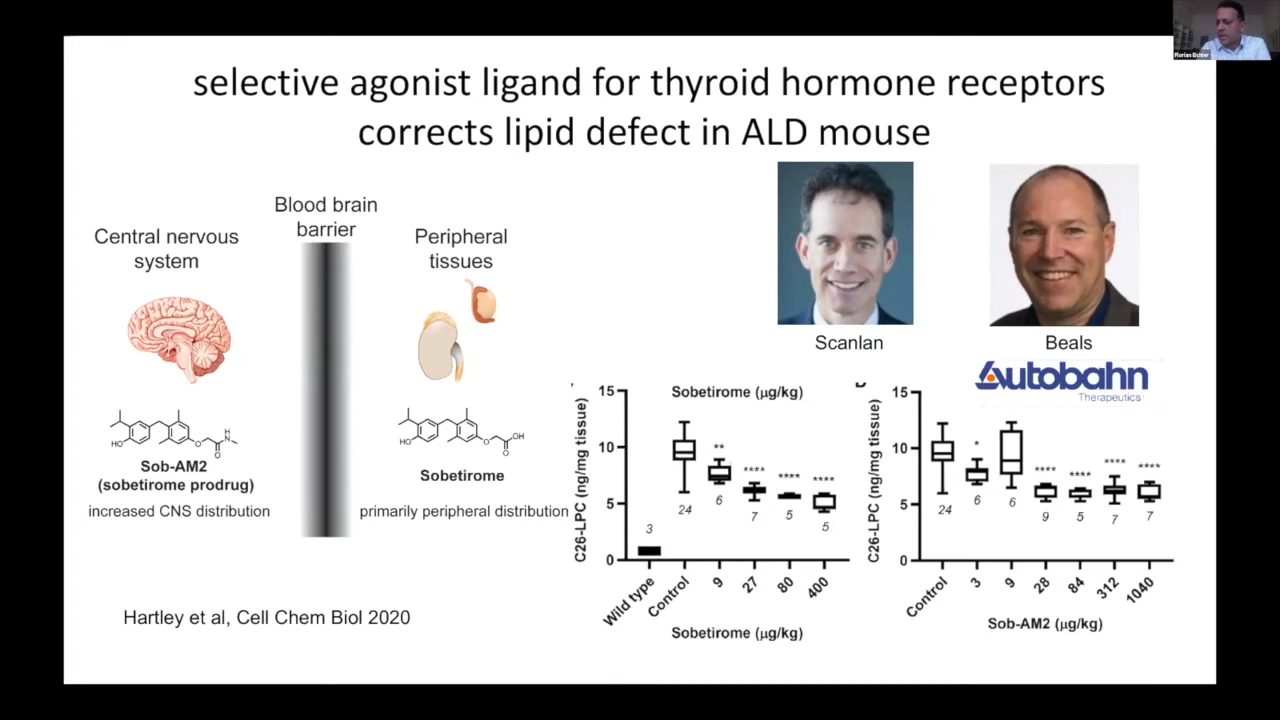 Florian Eichler
selective agonist ligand for thyroid hormone receptors
corrects lipid defect in ALD mouse
Blood brain
barrier
Central nervous
system
Peripheral
tissues
HO
O
O
H
N
Sob-AM2
(sobetirome prodrug)
increased CNS distribution
HO
O
O
OH
Sobetirome
primarily peripheral distribution
Hartley et al, Cell Chem Biol 2020
Scanlan
Beals
Autobahn
Therapeutics
Sobetirome (µg/kg)
C26-LPC (ng/mg tissue)
15
10
5
0
** **** **** ****
3 24 6 7 5 5
Wild type Control 9 27 80 400
Sobetirome (µg/kg)
C26-LPC (ng/mg tissue)
15
10
5
0
* **** **** **** ****
24 6 6 9 5 7 7
Control 3 9 28 84 312 1040
Sob-AM2 (µg/kg)